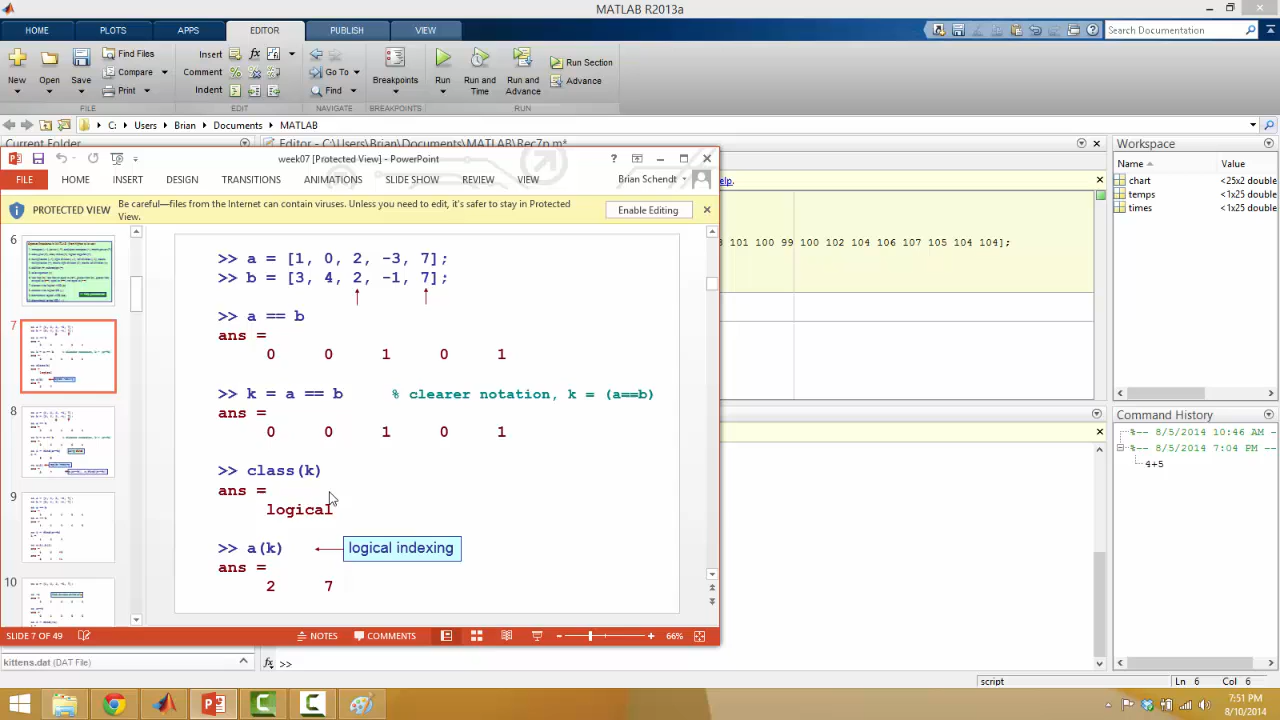 MATLAB R2013a
HOME PLOTS APPS EDITOR PUBLISH VIEW
Search Documentation
New Open Save
Find Files
Compare
Print
Insert
Comment
Indent
Go To
Find
Breakpoints
Run
Run and Time
Run and Advance
Run Section
Advance
FILE EDIT NAVIGATE BREAKPOINTS RUN
C: Users Brian Documents MATLAB
Current Folder
Editor - C:\Users\Brian\Documents\MATLAB\Rec7p.m*
Workspace
Name Value
chart <25x2 double
temps <1x25 double
times <1x25 double
elp.
101 100 99 100 102 104 106 107 105 104 104];
Command History
%-- 8/5/2014 10:46 AM --%
%-- 8/5/2014 7:04 PM --%
4+5
week07 [Protected View] - PowerPoint
FILE HOME INSERT DESIGN TRANSITIONS ANIMATIONS SLIDE SHOW REVIEW VIEW
Brian Schendt
PROTECTED VIEW
Be careful—files from the Internet can contain viruses. Unless you need to edit, it's safer to stay in Protected View.
Enable Editing
6
7
8
9
10
>> a = [1, 0, 2, -3, 7];
>> b = [3, 4, 2, -1, 7];
>> a == b
ans =
0 0 1 0 1
>> k = a == b % clearer notation, k = (a==b)
ans =
0 0 1 0 1
>> class(k)
ans =
logical
>> a(k)
logical indexing
ans =
2 7
SLIDE 7 OF 49
NOTES COMMENTS
66%
kittens.dat (DAT File)
fx >>
script Ln 6 Col 6
7:51 PM
8/10/2014